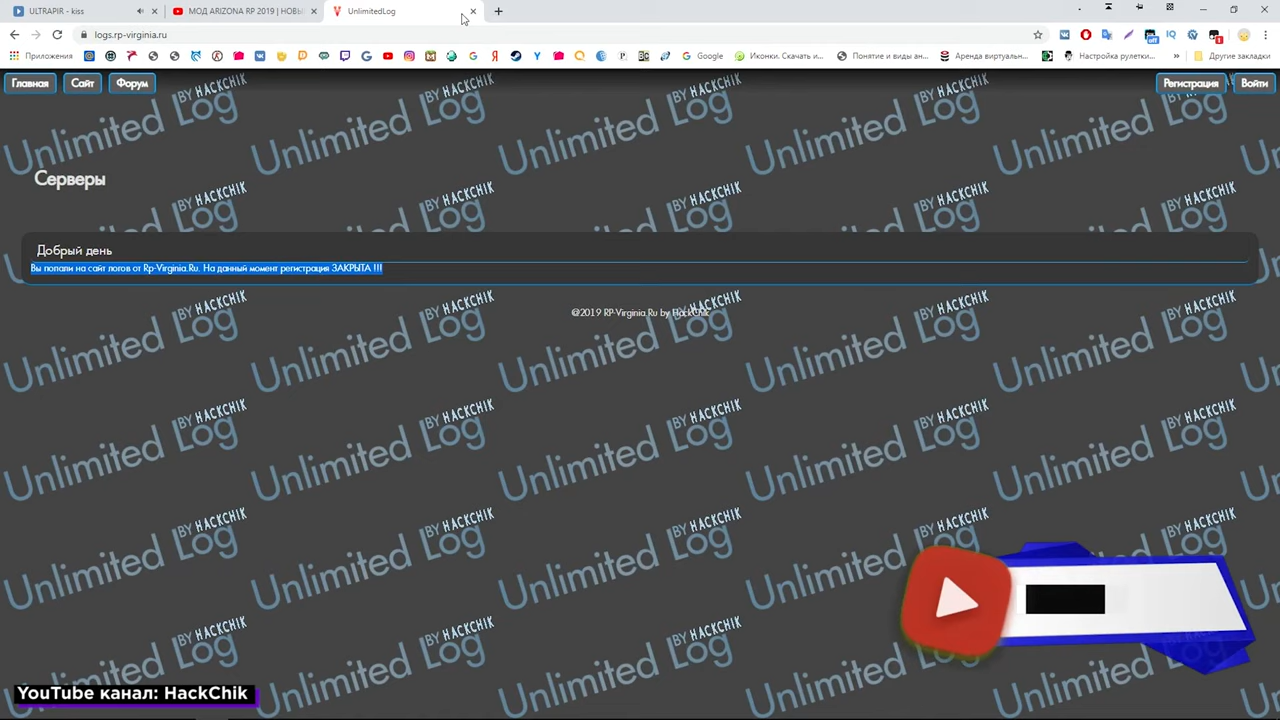 ULTRAPIR - kiss
МОД ARIZONA RP 2019 | НОВЫ
UnlimitedLog
logs.rp-virginia.ru
Приложения
Google
Иконки. Скачать и...
Понятие и виды ан...
Аренда виртуальн...
Настройка рулетки...
Другие закладки
Главная
Сайт
Форум
Регистрация
Войти
Серверы
Добрый день
Вы попали на сайт логов от Rp-Virginia.Ru. На данный момент регистрация ЗАКРЫТА !!!
@2019 RP-Virginia.Ru by HackChik
Unlimited Log BY HACKCHIK
YouTube канал: HackChik